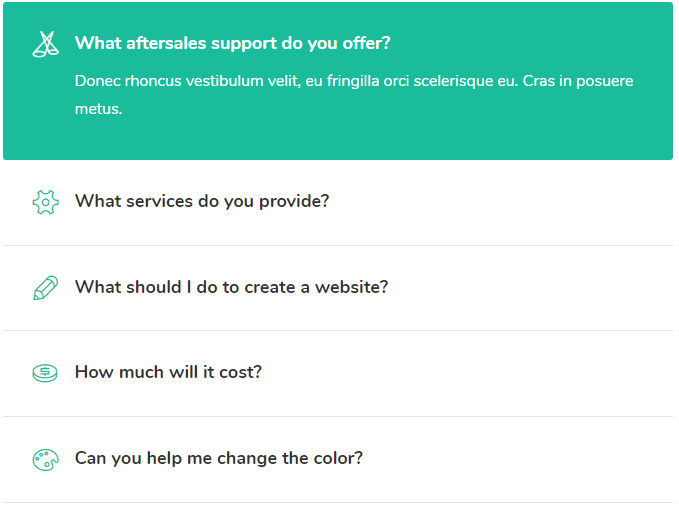 What aftersales support do you offer?
Donec rhoncus vestibulum velit, eu fringilla orci scelerisque eu. Cras in posuere
metus.
What services do you provide?
What should I do to create a website?
How much will it cost?
Can you help me change the color?